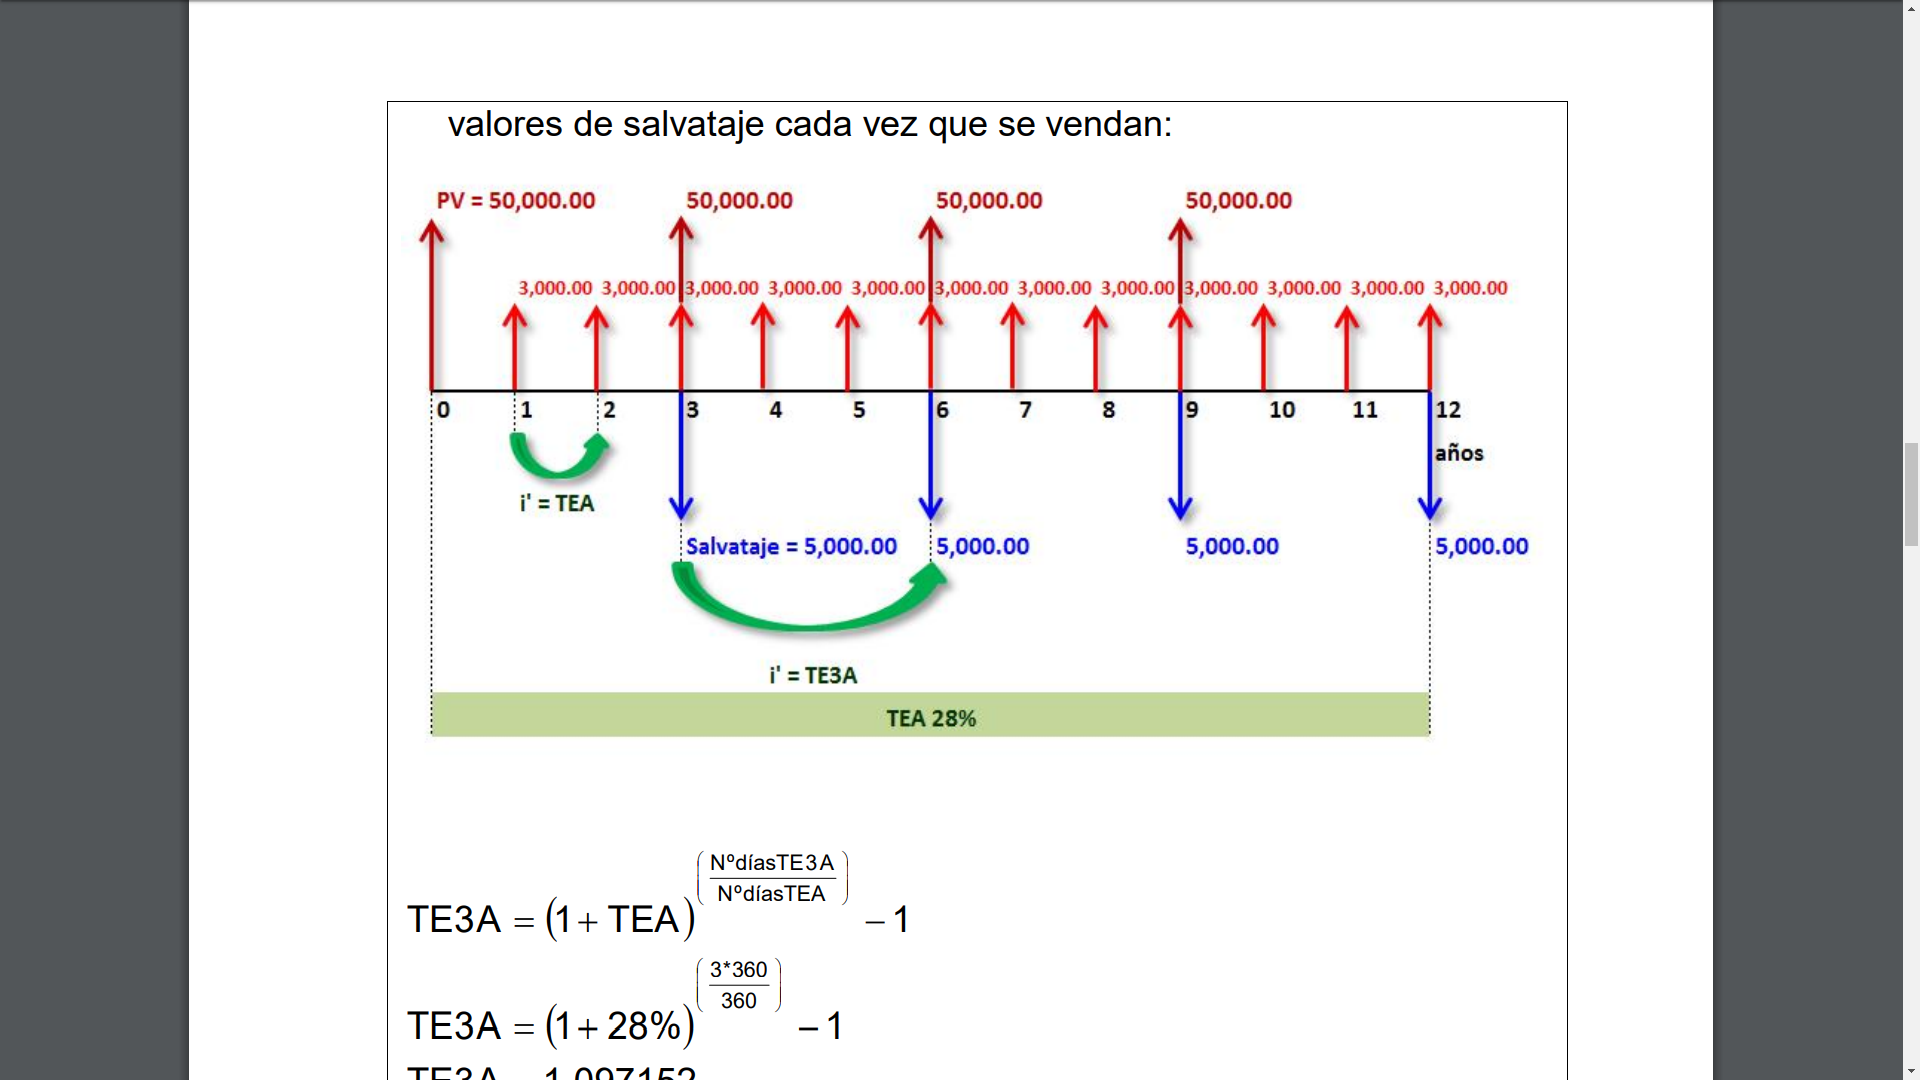 valores de salvataje cada vez que se vendan:
PV = 50,000.00 50,000.00 50,000.00 50,000.00
3,000.00 3,000.00 3,000.00 3,000.00 3,000.00 3,000.00 3,000.00 3,000.00 3,000.00 3,000.00 3,000.00 3,000.00
0 1 2 3 4 5 6 7 8 9 10 11 12
años
i' = TEA
Salvataje = 5,000.00 5,000.00 5,000.00 5,000.00
i' = TE3A
TEA 28%
TE3A = (1 + TEA)^(NºdíasTE3A / NºdíasTEA) – 1
TE3A = (1 + 28%)^(3*360 / 360) – 1
TE3A = 1.097152